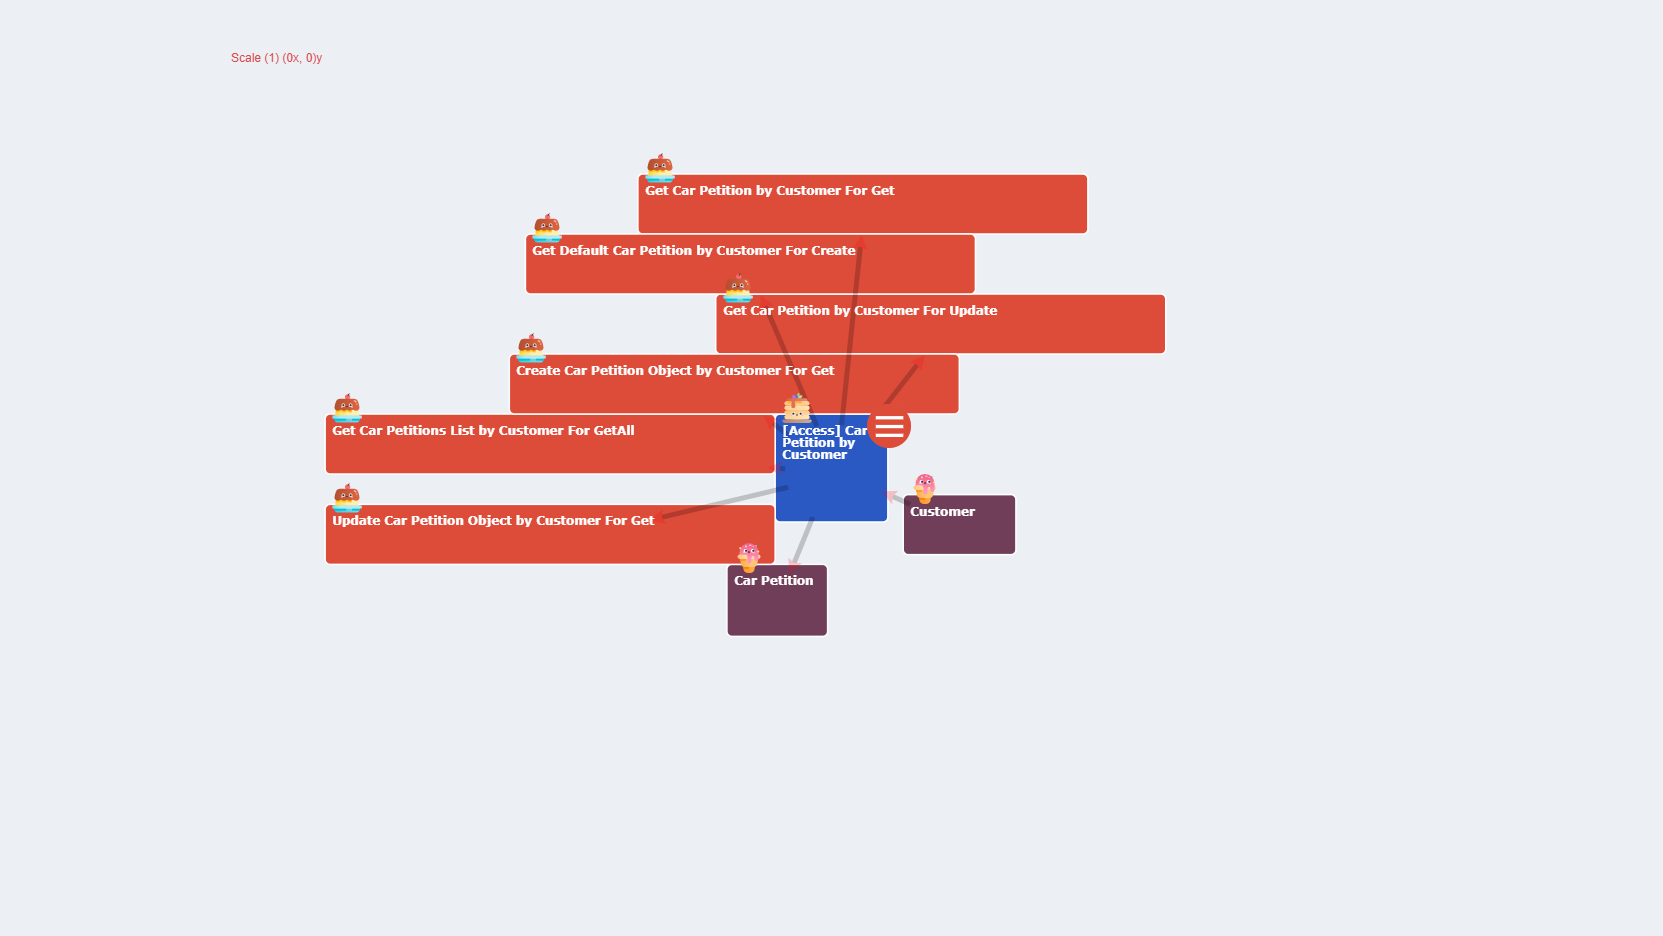 Scale (1) (0x, 0)y
Get Car Petition by Customer For Get
Get Default Car Petition by Customer For Create
Get Car Petition by Customer For Update
Create Car Petition Object by Customer For Get
Get Car Petitions List by Customer For GetAll
[Access] Car
Petition by
Customer
Customer
Update Car Petition Object by Customer For Get
Car Petition